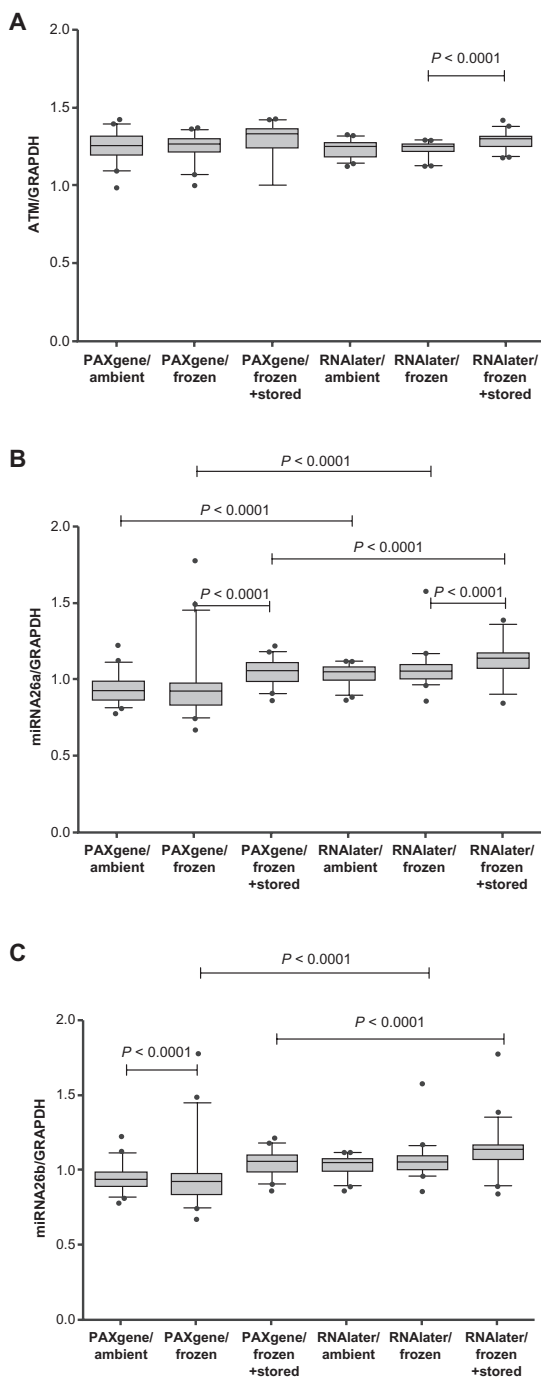 A
2.0
P < 0.0001
1.5
1.0
0.5
0.0
ATM/GRAPDH
PAXgene/ PAXgene/ PAXgene/ RNAlater/ RNAlater/ RNAlater/
ambient frozen frozen ambient frozen frozen
+stored +stored
B
P < 0.0001
P < 0.0001
2.0
P < 0.0001
P < 0.0001 P < 0.0001
1.5
1.0
0.5
0.0
miRNA26a/GRAPDH
PAXgene/ PAXgene/ PAXgene/ RNAlater/ RNAlater/ RNAlater/
ambient frozen frozen ambient frozen frozen
+stored +stored
C
P < 0.0001
2.0
P < 0.0001
P < 0.0001
1.5
1.0
0.5
0.0
miRNA26b/GRAPDH
PAXgene/ PAXgene/ PAXgene/ RNAlater/ RNAlater/ RNAlater/
ambient frozen frozen ambient frozen frozen
+stored +stored